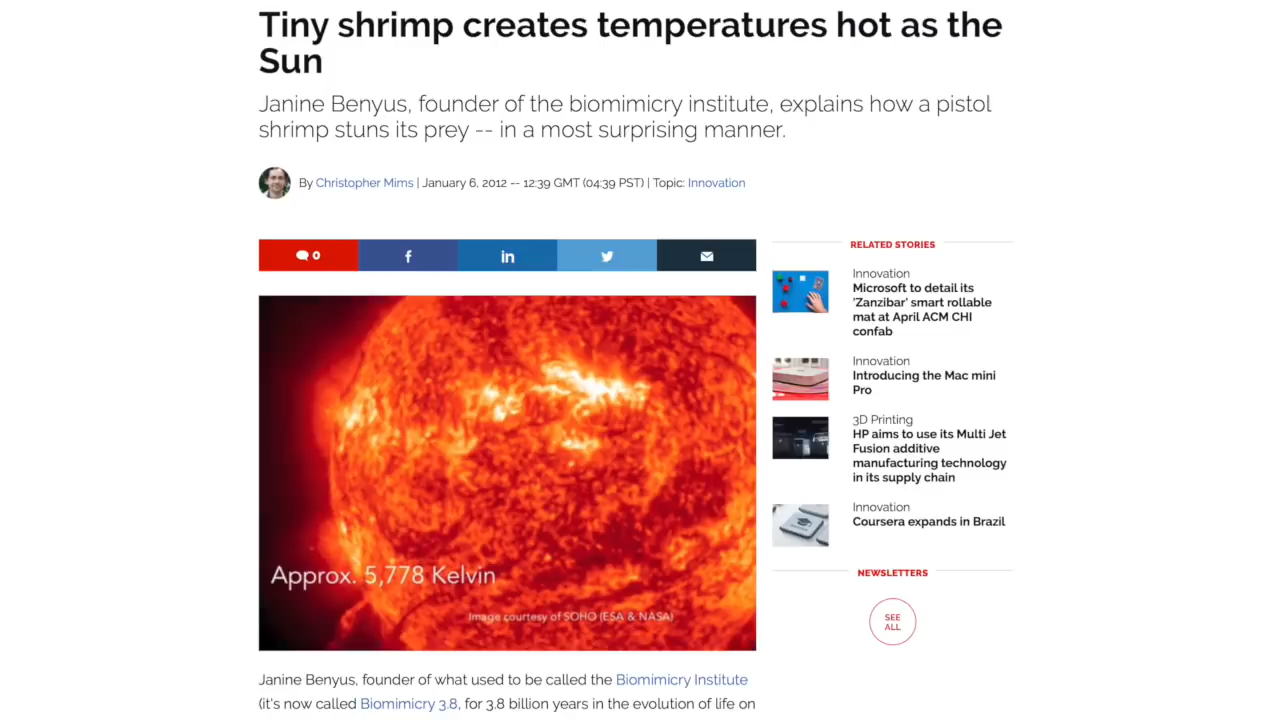 Tiny shrimp creates temperatures hot as the
Sun
Janine Benyus, founder of the biomimicry institute, explains how a pistol
shrimp stuns its prey -- in a most surprising manner.
By Christopher Mims | January 6, 2012 -- 12:39 GMT (04:39 PST) | Topic: Innovation
0
f
in
Approx. 5,778 Kelvin
Image courtesy of SOHO (ESA & NASA)
Janine Benyus, founder of what used to be called the Biomimicry Institute
(it's now called Biomimicry 3.8, for 3.8 billion years in the evolution of life on
RELATED STORIES
Innovation
Microsoft to detail its
'Zanzibar' smart rollable
mat at April ACM CHI
confab
Innovation
Introducing the Mac mini
Pro
3D Printing
HP aims to use its Multi Jet
Fusion additive
manufacturing technology
in its supply chain
Innovation
Coursera expands in Brazil
NEWSLETTERS
SEE
ALL